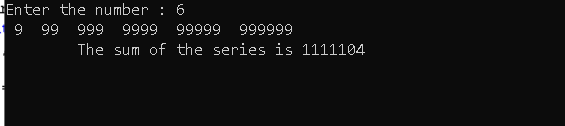 Enter the number : 6
9 99 999 9999 99999 999999
The sum of the series is 1111104